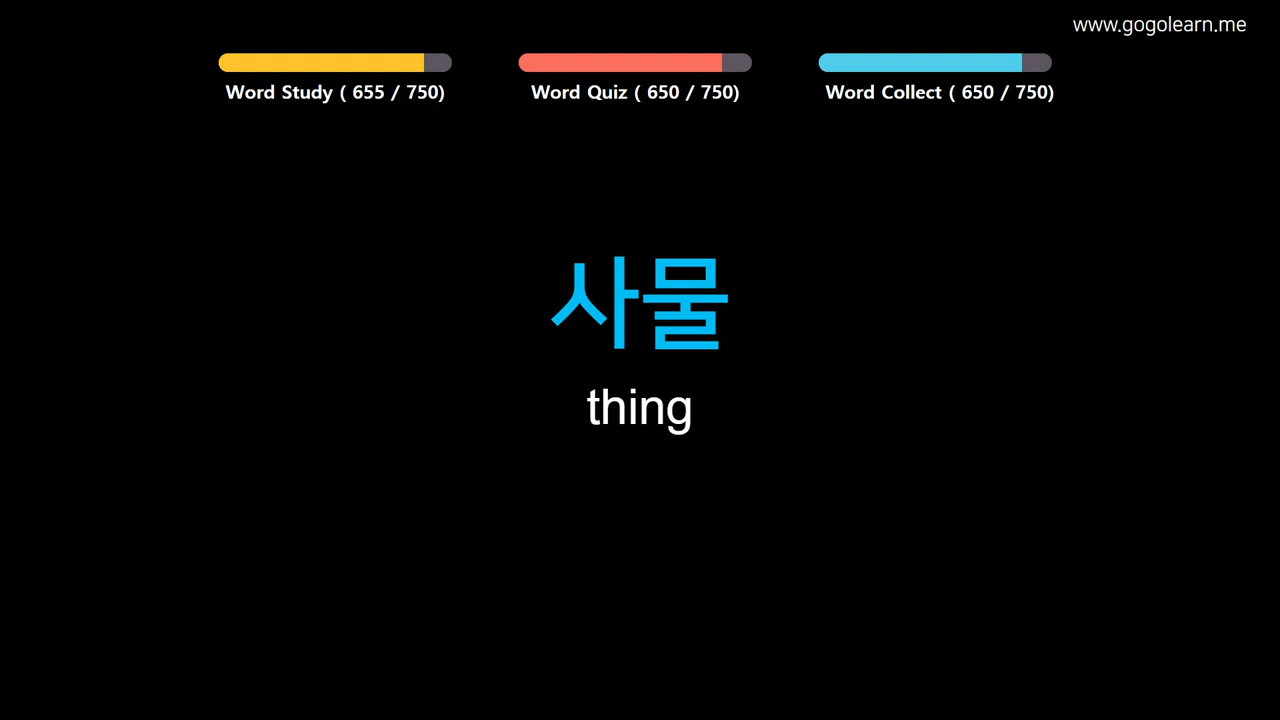 www.gogolearn.me
Word Study ( 655 / 750)
Word Quiz ( 650 / 750)
Word Collect ( 650 / 750)
사물
thing